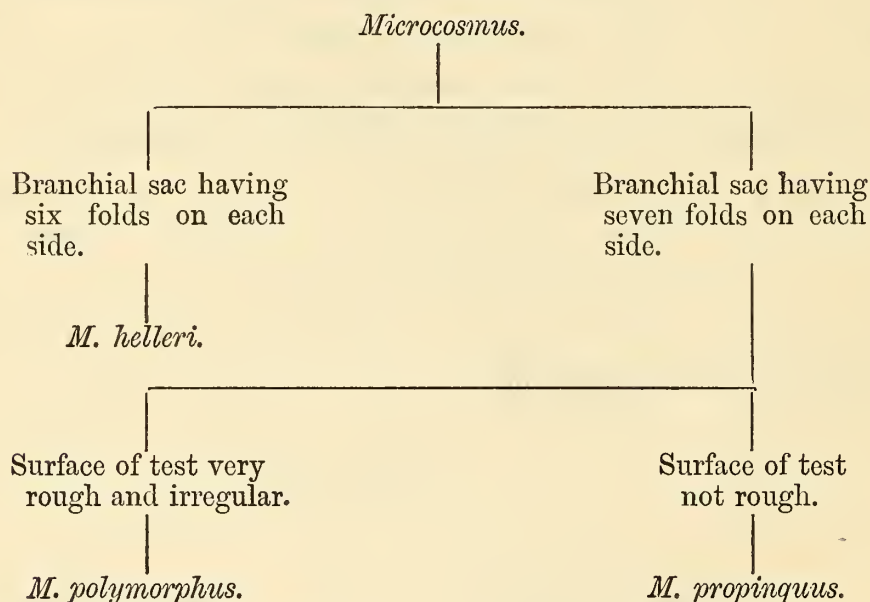 Microcosmus.
Branchial sac having
six folds on each
side.
Branchial sac having
seven folds on each
side.
M. helleri.
Surface of test very
rough and irregular.
Surface of test
not rough.
M. polymorphus.
M. propinquus.